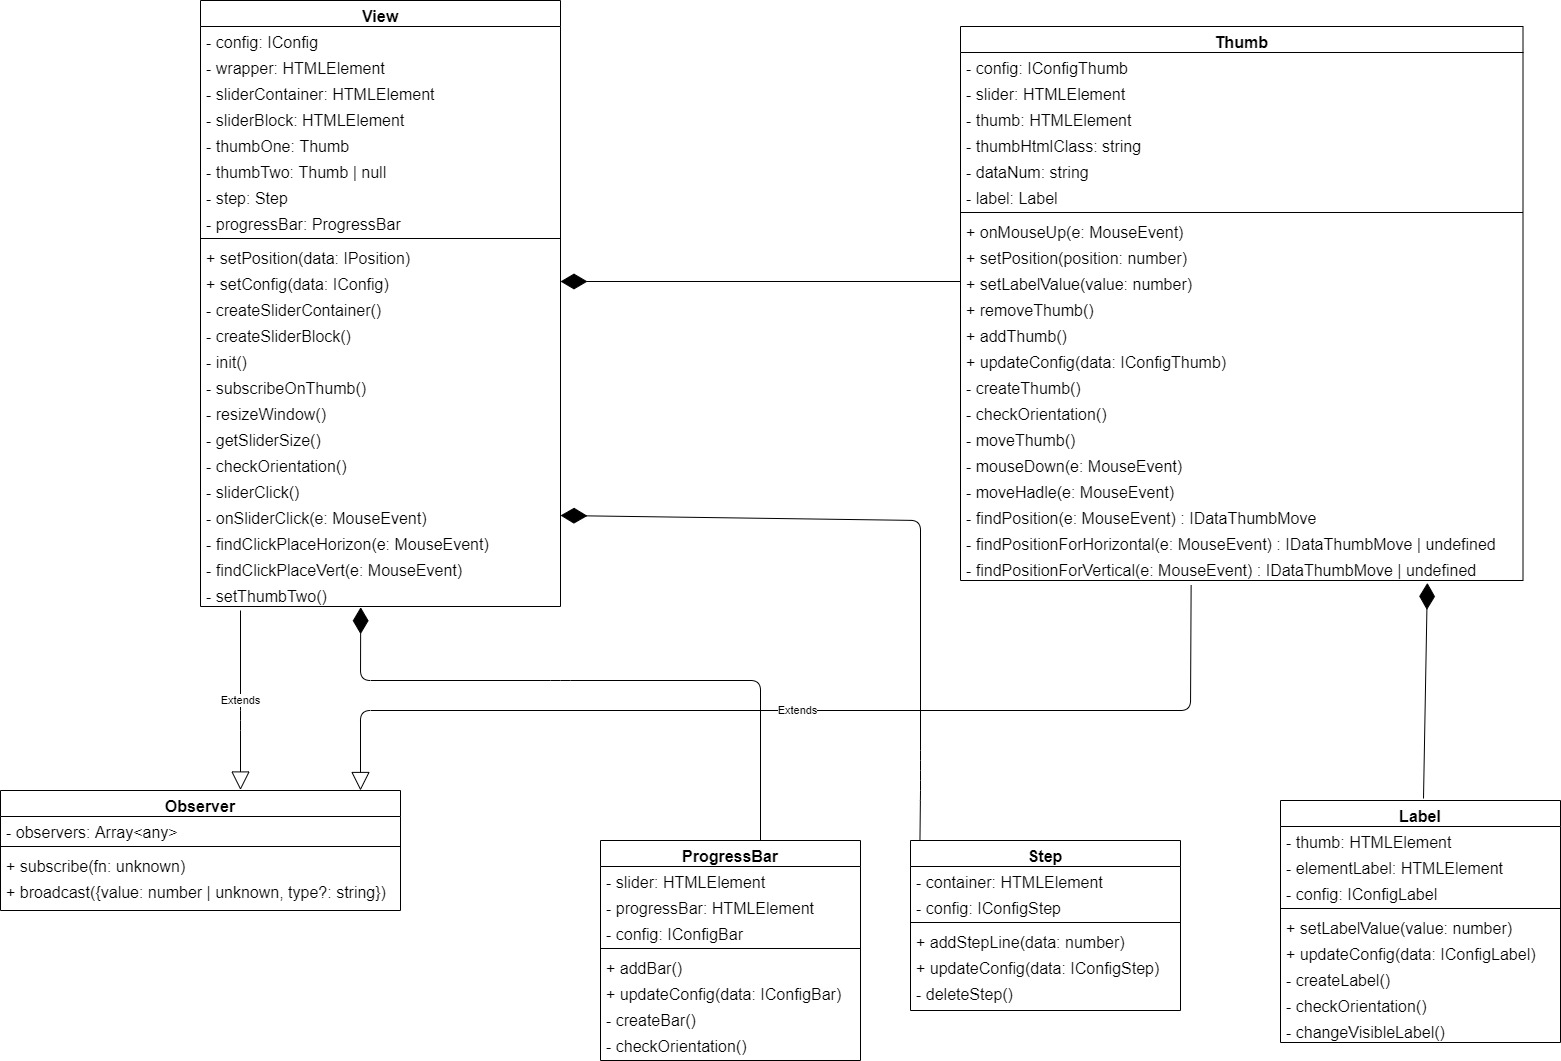 View
- config: IConfig
- wrapper: HTMLElement
- sliderContainer: HTMLElement
- sliderBlock: HTMLElement
- thumbOne: Thumb
- thumbTwo: Thumb | null
- step: Step
- progressBar: ProgressBar
+ setPosition(data: IPosition)
+ setConfig(data: IConfig)
- createSliderContainer()
- createSliderBlock()
- init()
- subscribeOnThumb()
- resizeWindow()
- getSliderSize()
- checkOrientation()
- sliderClick()
- onSliderClick(e: MouseEvent)
- findClickPlaceHorizon(e: MouseEvent)
- findClickPlaceVert(e: MouseEvent)
- setThumbTwo()
Thumb
- config: IConfigThumb
- slider: HTMLElement
- thumb: HTMLElement
- thumbHtmlClass: string
- dataNum: string
- label: Label
+ onMouseUp(e: MouseEvent)
+ setPosition(position: number)
+ setLabelValue(value: number)
+ removeThumb()
+ addThumb()
+ updateConfig(data: IConfigThumb)
- createThumb()
- checkOrientation()
- moveThumb()
- mouseDown(e: MouseEvent)
- moveHadle(e: MouseEvent)
- findPosition(e: MouseEvent) : IDataThumbMove
- findPositionForHorizontal(e: MouseEvent) : IDataThumbMove | undefined
- findPositionForVertical(e: MouseEvent) : IDataThumbMove | undefined
Extends
Extends
Observer
- observers: Array<any>
+ subscribe(fn: unknown)
+ broadcast({value: number | unknown, type?: string})
ProgressBar
- slider: HTMLElement
- progressBar: HTMLElement
- config: IConfigBar
+ addBar()
+ updateConfig(data: IConfigBar)
- createBar()
- checkOrientation()
Step
- container: HTMLElement
- config: IConfigStep
+ addStepLine(data: number)
+ updateConfig(data: IConfigStep)
- deleteStep()
Label
- thumb: HTMLElement
- elementLabel: HTMLElement
- config: IConfigLabel
+ setLabelValue(value: number)
+ updateConfig(data: IConfigLabel)
- createLabel()
- checkOrientation()
- changeVisibleLabel()